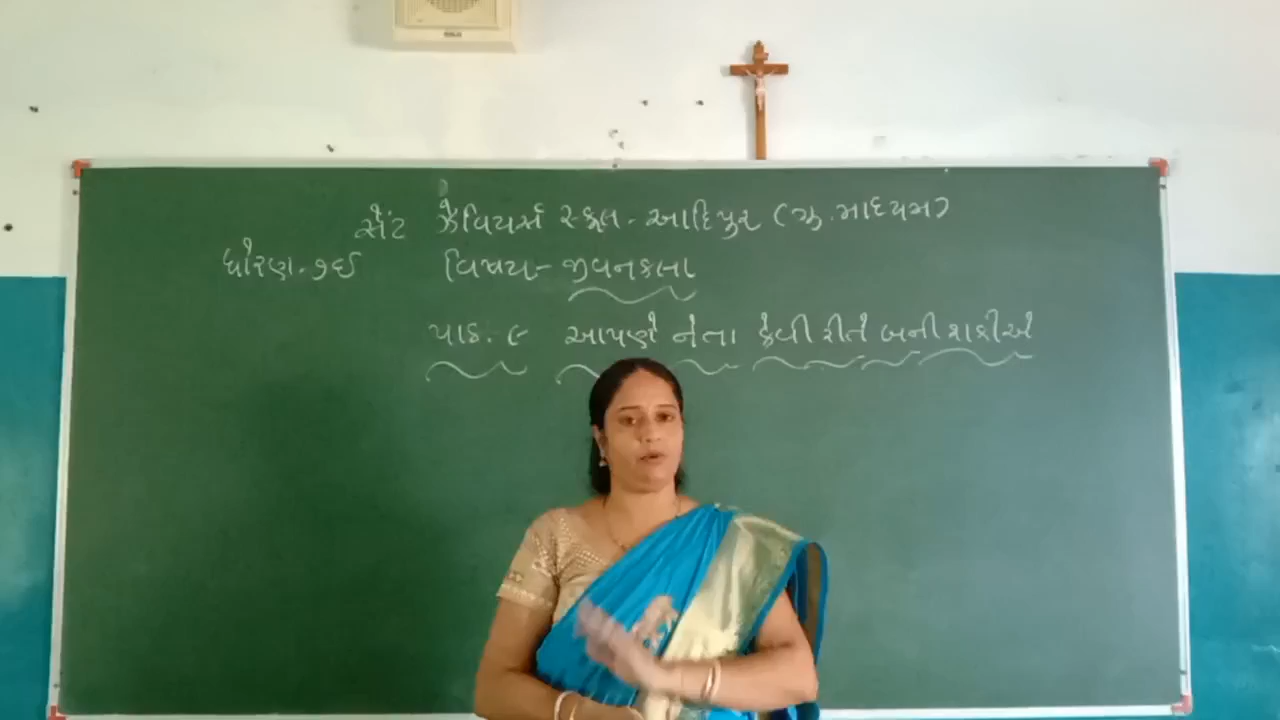 સેંટ ઝેવિયર્સ સ્કૂલ - આદિપુર (ગુ. માધ્યમ)
ધોરણ - ૭ઈ વિષય - જીવનકલા
પાઠ. ૯ આપણે નેતા કેવી રીતે બની શકીએ